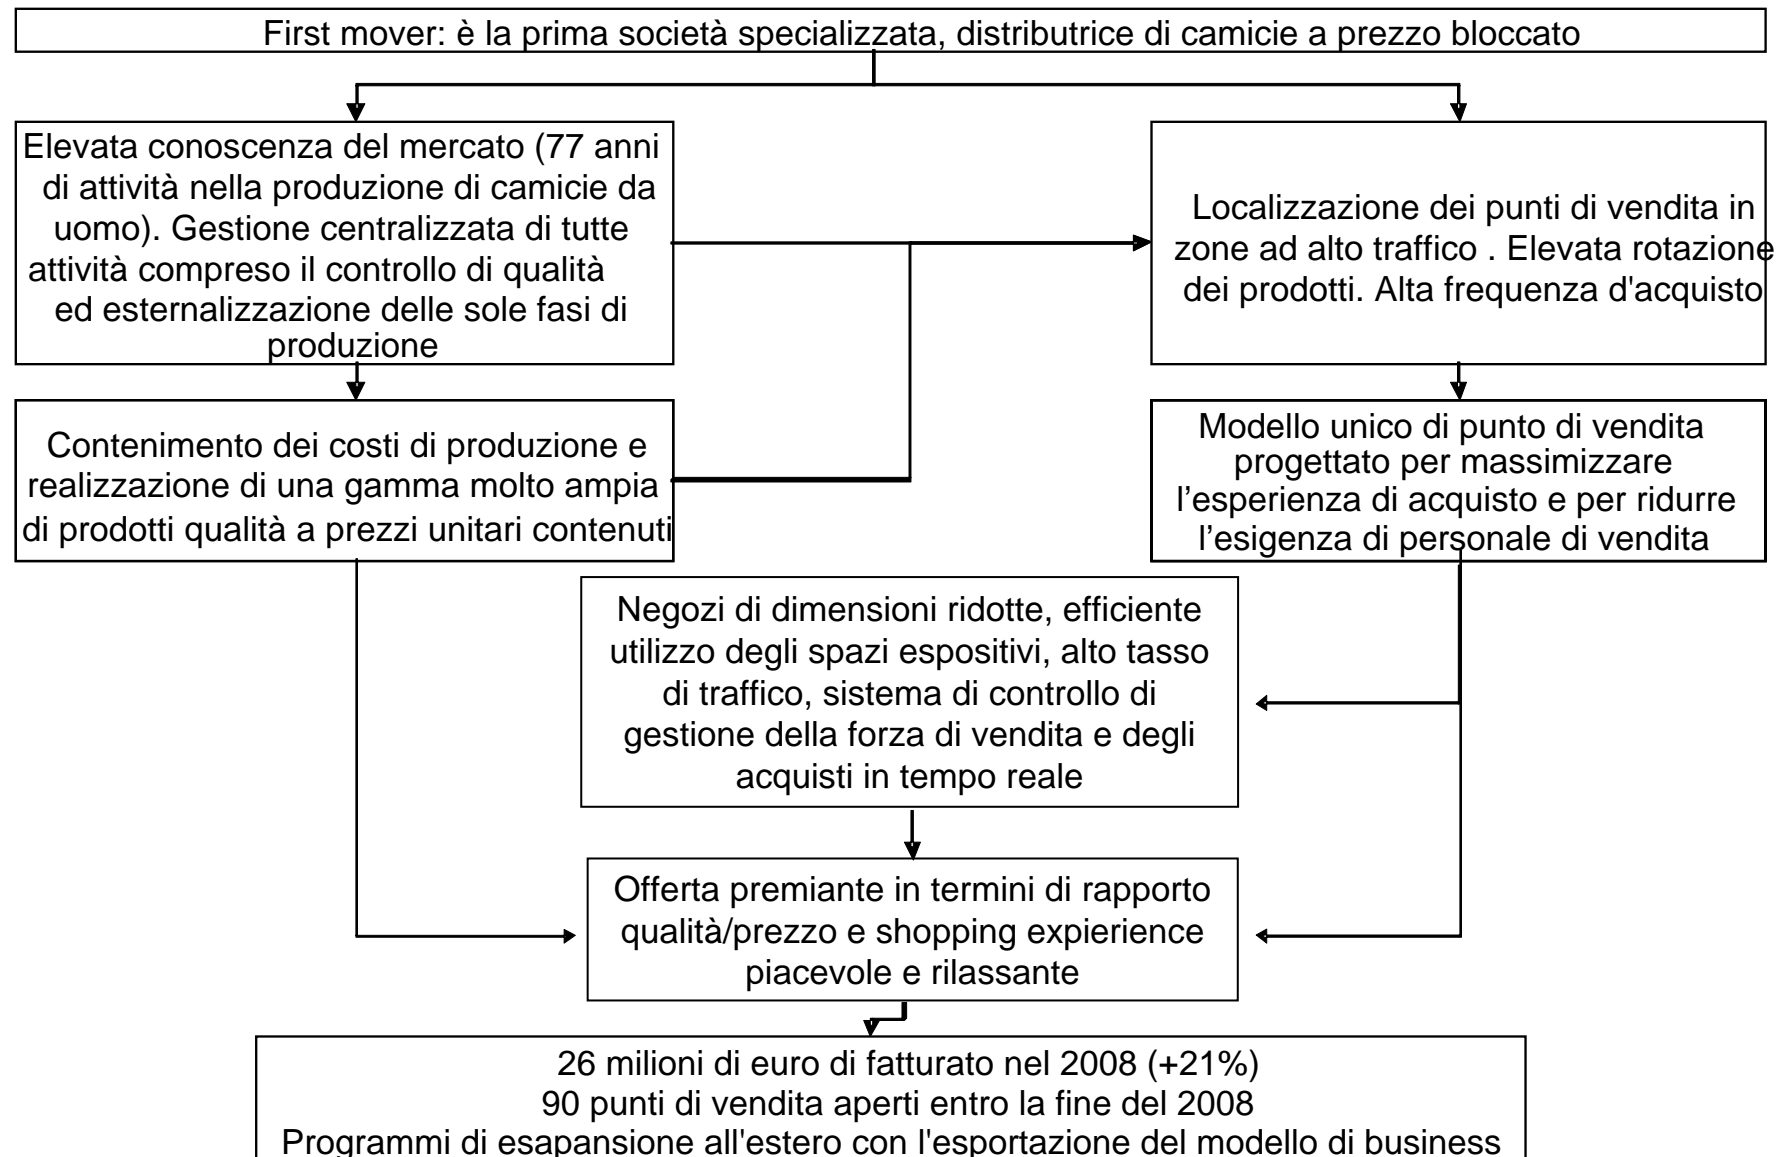 First mover: è la prima società specializzata, distributrice di camicie a prezzo bloccato
Elevata conoscenza del mercato (77 anni
di attività nella produzione di camicie da
uomo). Gestione centralizzata di tutte
attività compreso il controllo di qualità
ed esternalizzazione delle sole fasi di
produzione
Localizzazione dei punti di vendita in
zone ad alto traffico . Elevata rotazione
dei prodotti. Alta frequenza d'acquisto
Contenimento dei costi di produzione e
realizzazione di una gamma molto ampia
di prodotti qualità a prezzi unitari contenuti
Modello unico di punto di vendita
progettato per massimizzare
l’esperienza di acquisto e per ridurre
l’esigenza di personale di vendita
Negozi di dimensioni ridotte, efficiente
utilizzo degli spazi espositivi, alto tasso
di traffico, sistema di controllo di
gestione della forza di vendita e degli
acquisti in tempo reale
Offerta premiante in termini di rapporto
qualità/prezzo e shopping expierience
piacevole e rilassante
26 milioni di euro di fatturato nel 2008 (+21%)
90 punti di vendita aperti entro la fine del 2008
Programmi di esapansione all'estero con l'esportazione del modello di business